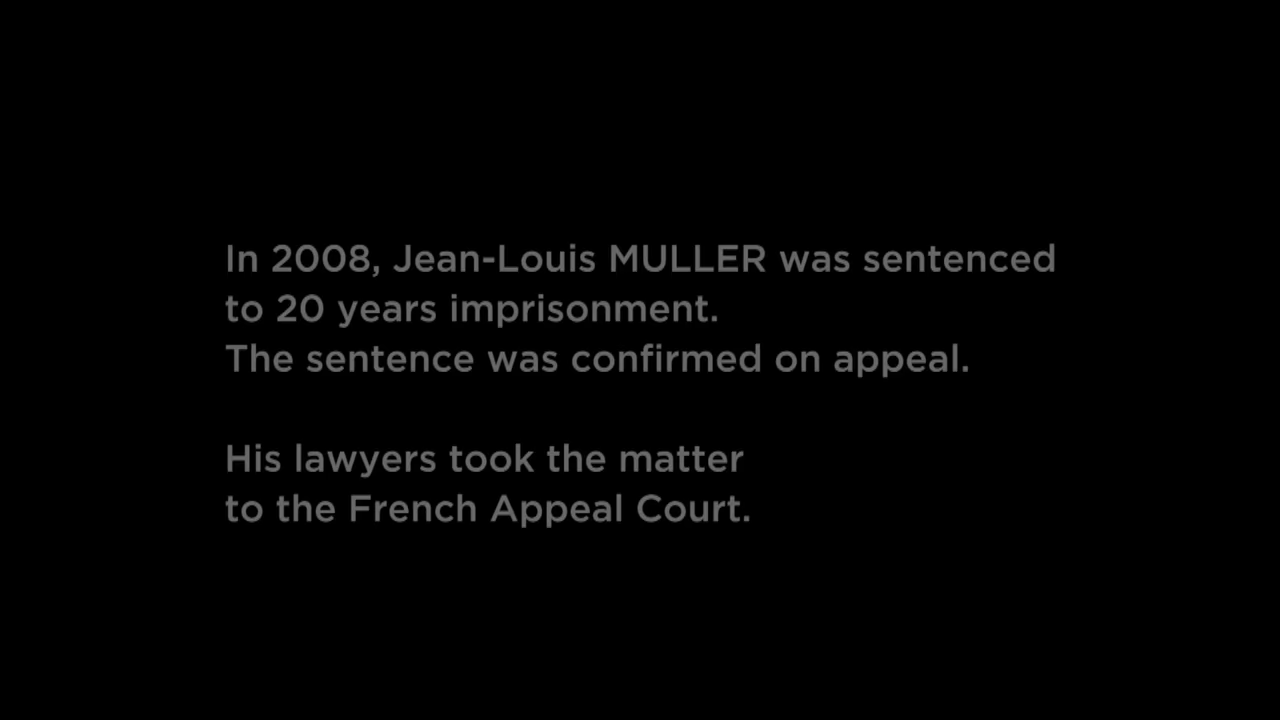 In 2008, Jean-Louis MULLER was sentenced
to 20 years imprisonment.
The sentence was confirmed on appeal.
His lawyers took the matter
to the French Appeal Court.